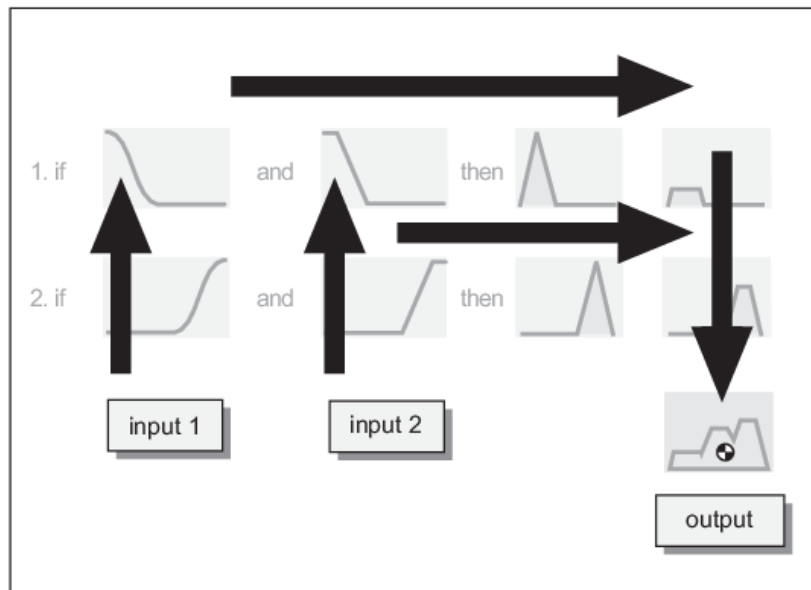 1. if and then
2. if and then
input 1 input 2
output